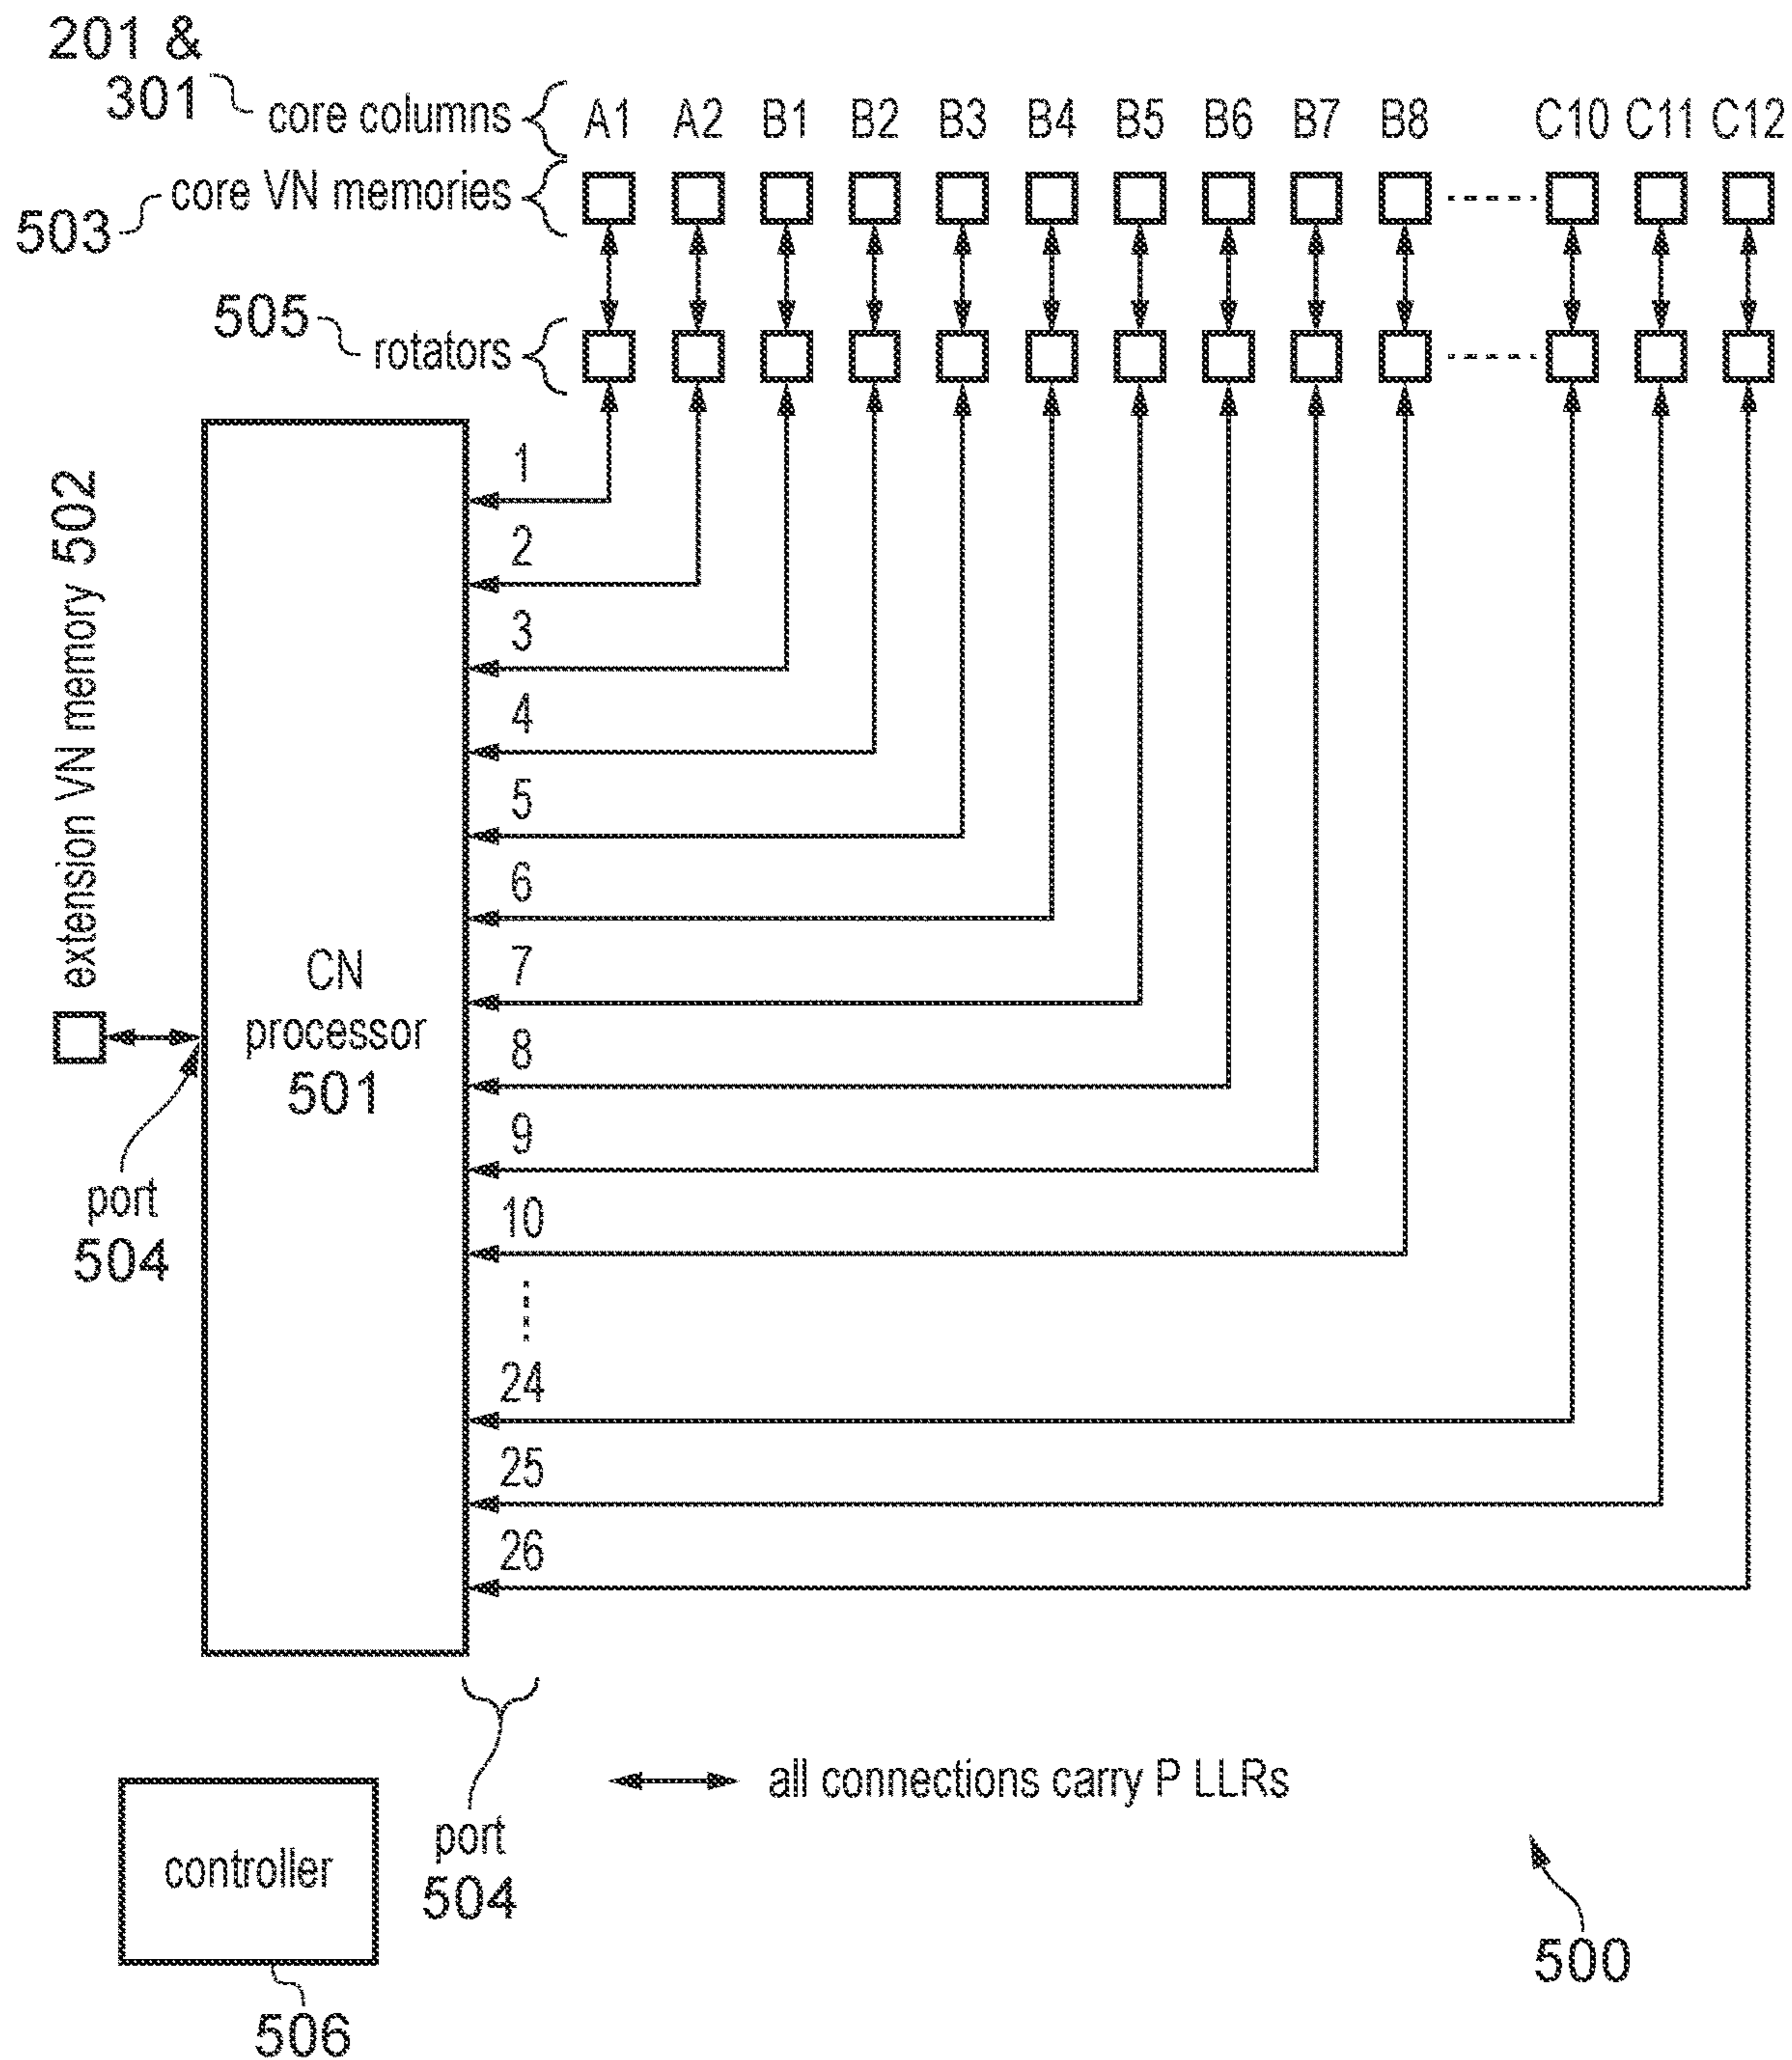 201 &
301
core columns
A1 A2 B1 B2 B3 B4 B5 B6 B7 B8 C10 C11 C12
core VN memories
503
505
rotators
extension VN memory 502
1
2
3
4
5
6
7
8
9
10
24
25
26
CN
processor
501
port
504
all connections carry P LLRs
port
504
controller
506
500